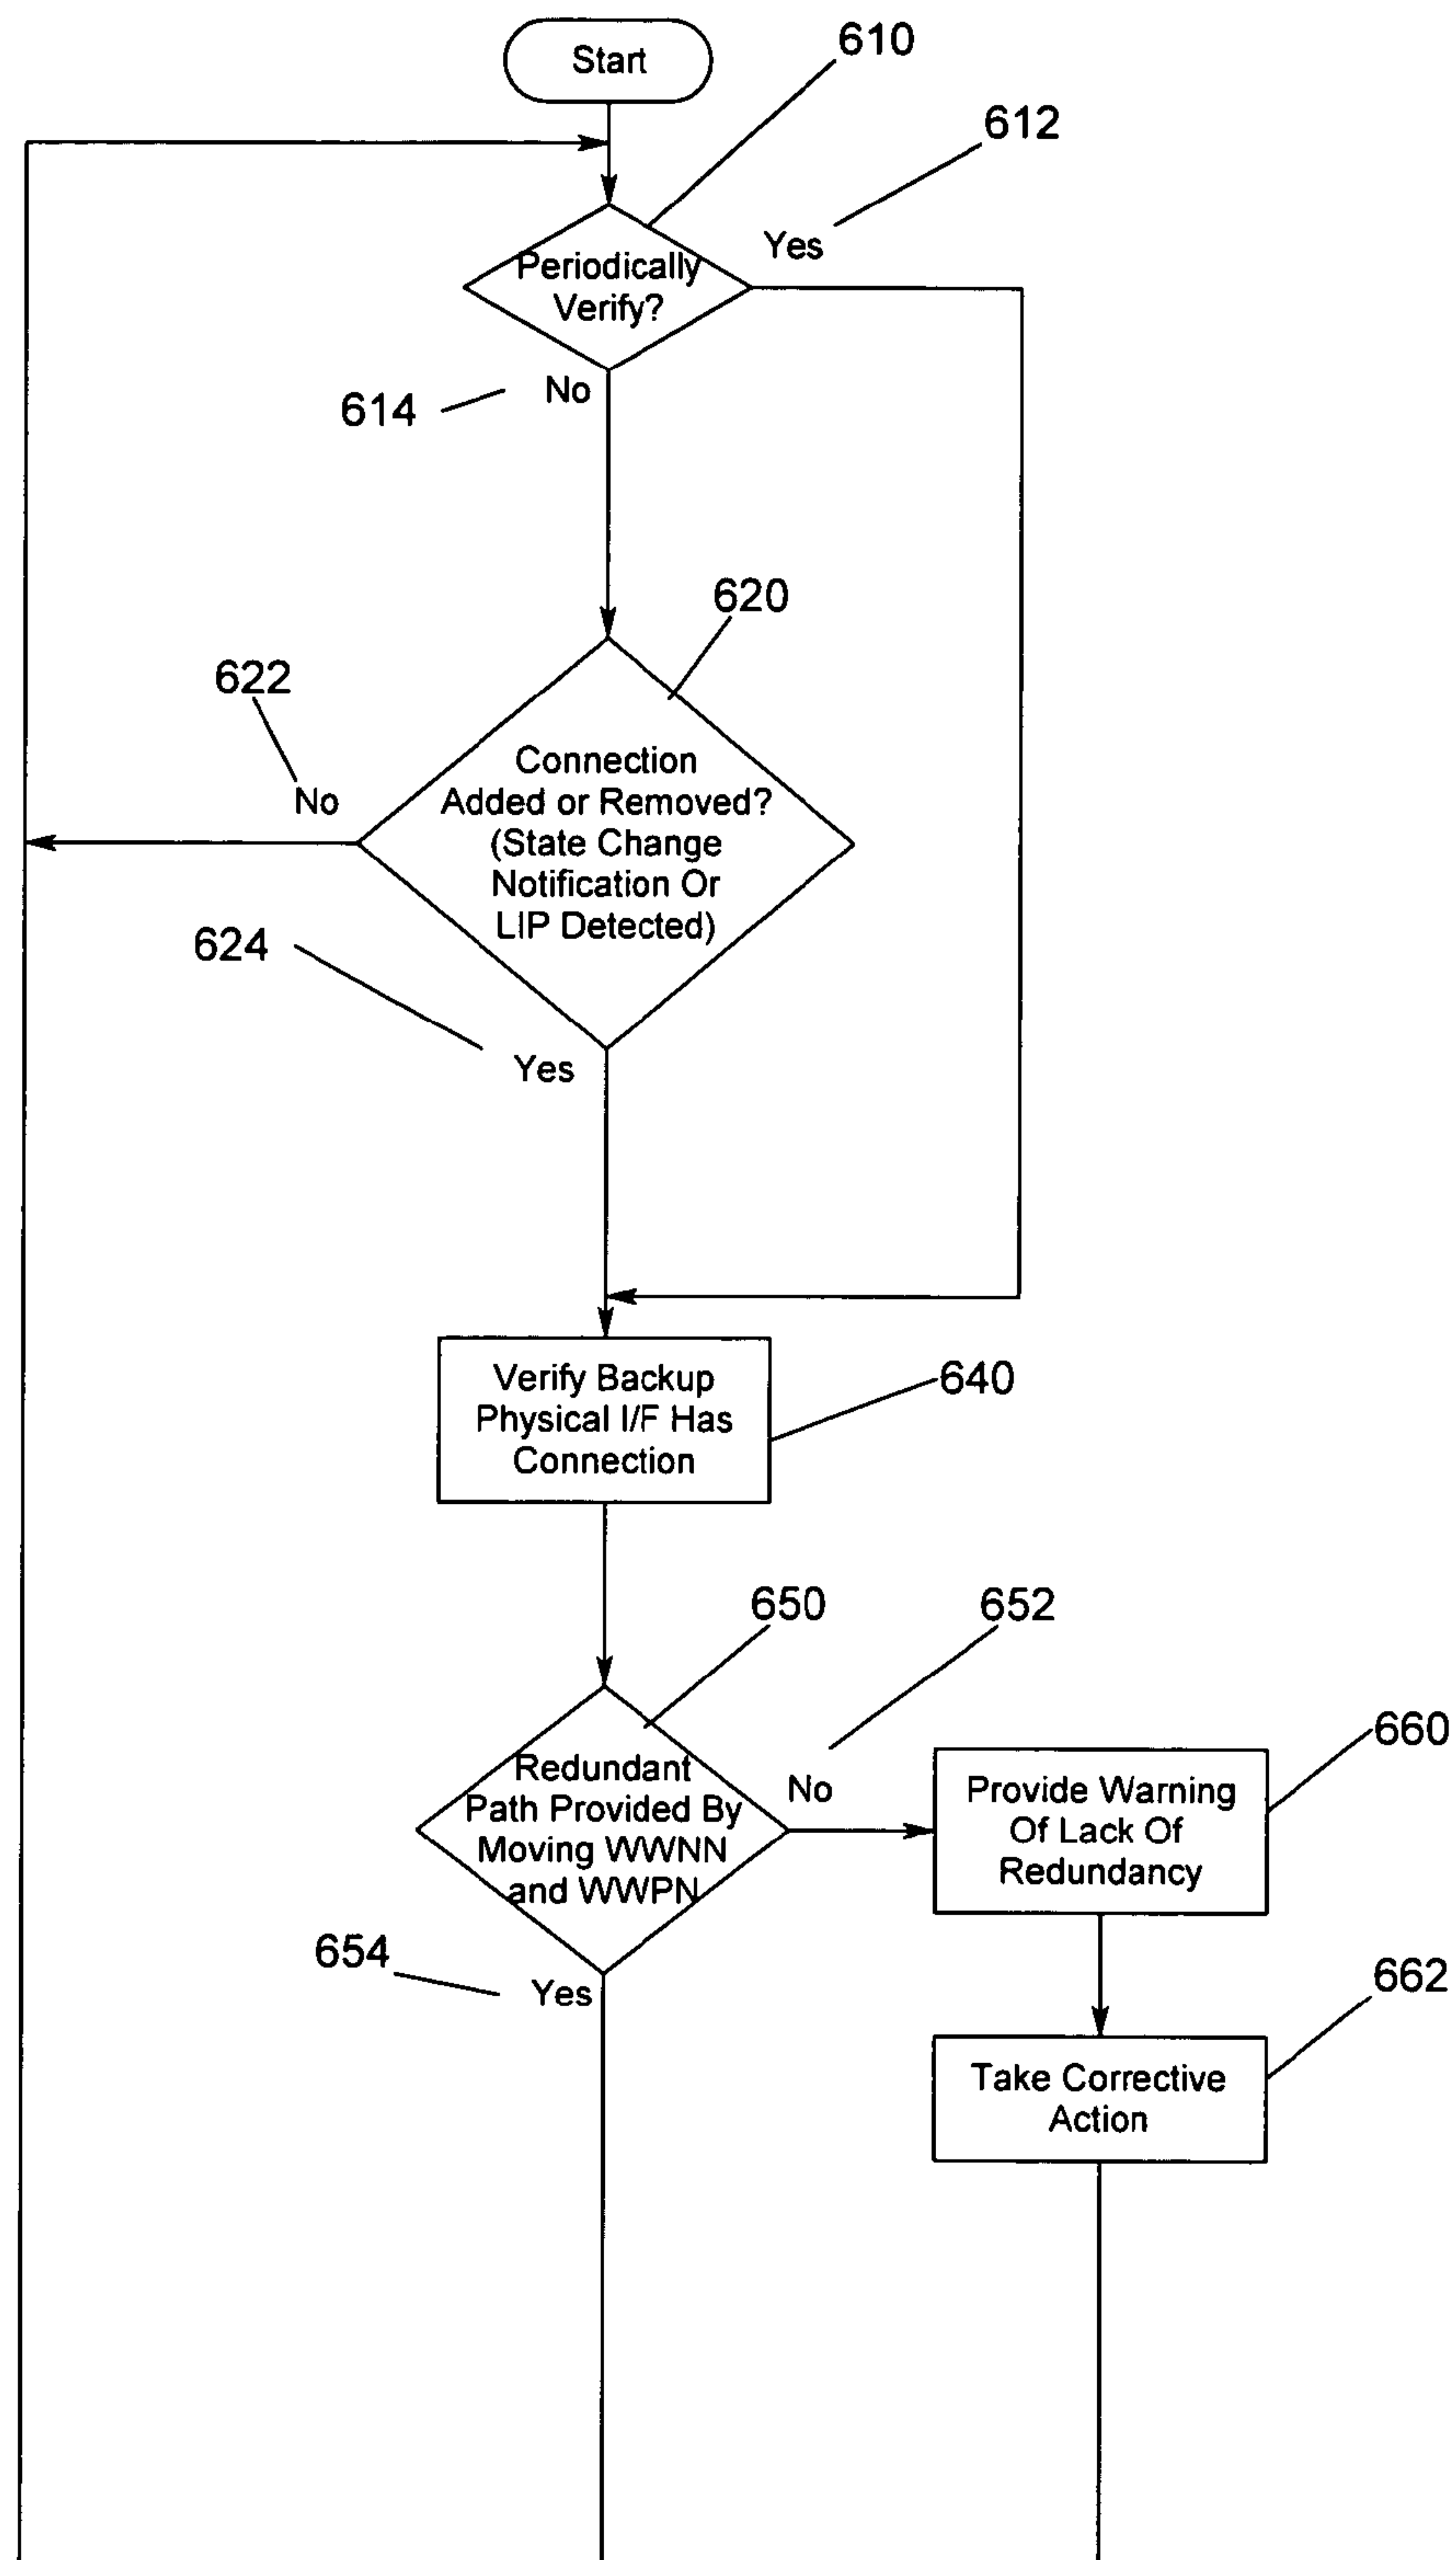 Start
610
612
Yes
Periodically
Verify?
No
614
620
622
Connection
Added or Removed?
(State Change
Notification Or
LIP Detected)
No
624
Yes
Verify Backup
Physical I/F Has
Connection
640
650
652
660
Redundant
Path Provided By
Moving WWNN
and WWPN
No
Provide Warning
Of Lack Of
Redundancy
654
Yes
662
Take Corrective
Action